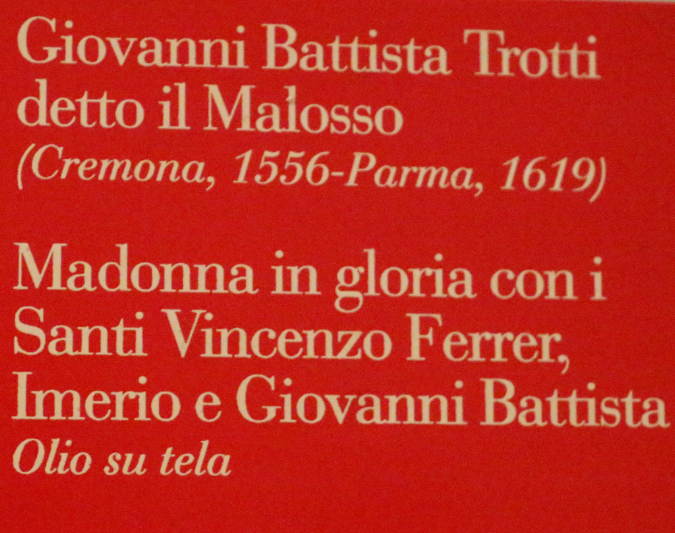 Giovanni Battista Trotti
detto il Malosso
(Cremona, 1556-Parma, 1619)
Madonna in gloria con i
Santi Vincenzo Ferrer,
Imerio e Giovanni Battista
Olio su tela